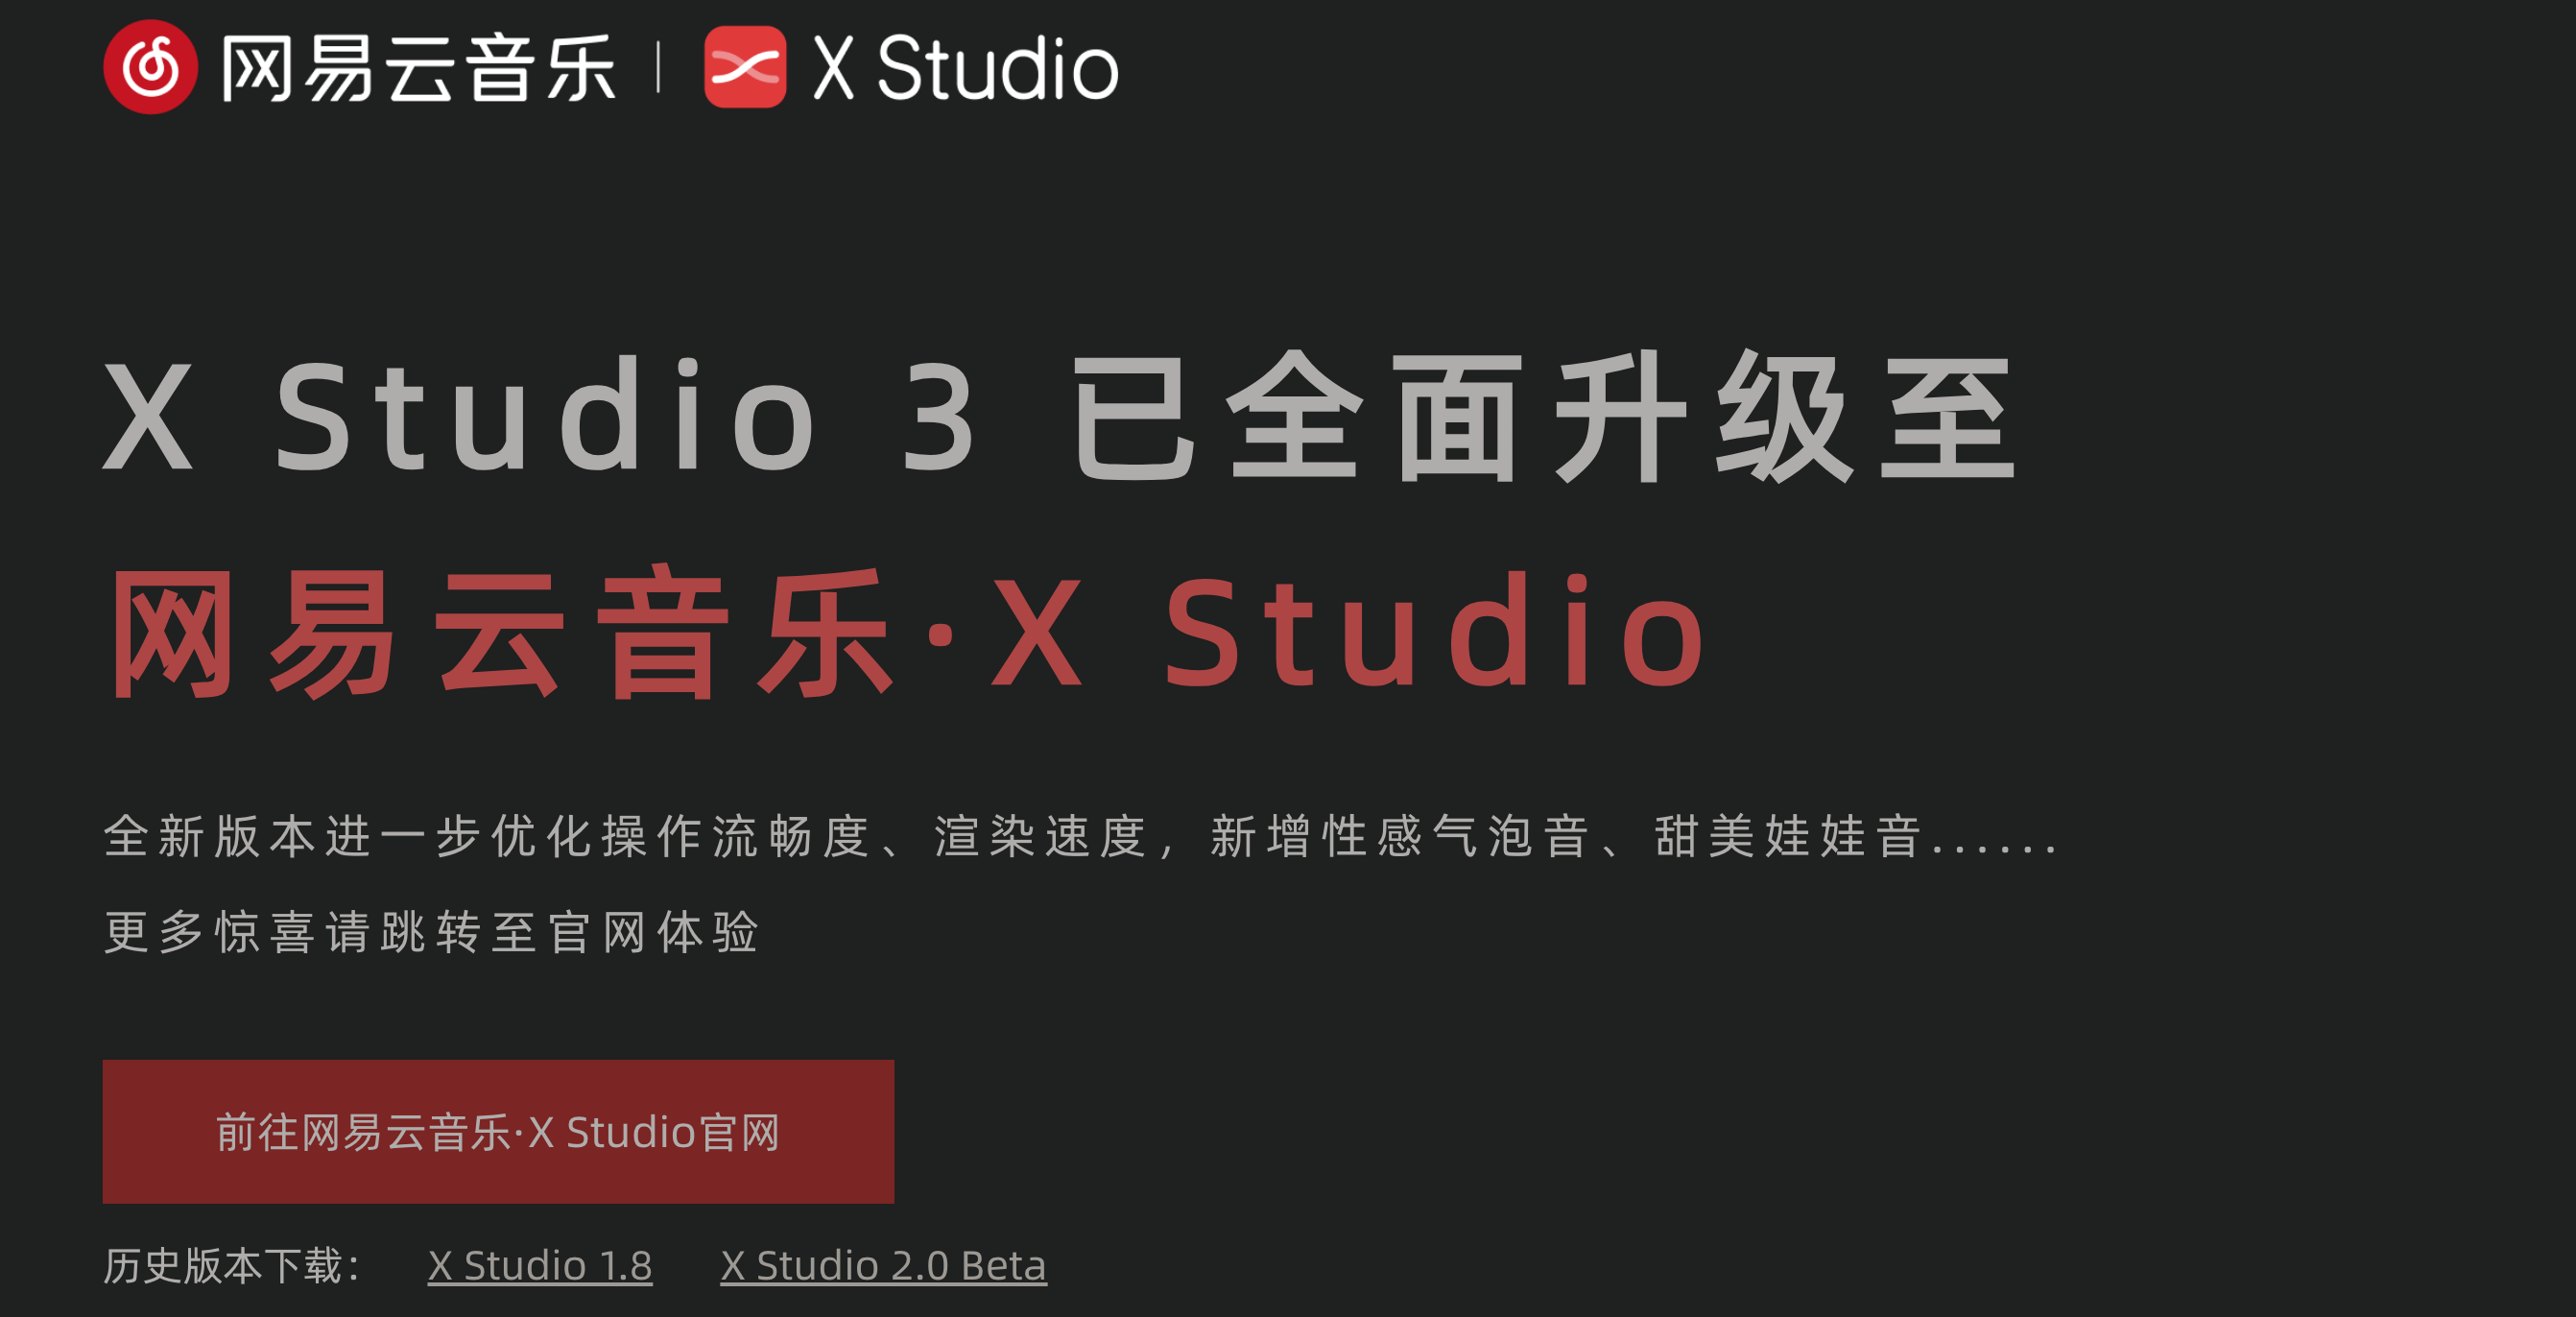 网易云音乐 | X Studio
X Studio 3 已全面升级至
网易云音乐·X Studio
全新版本进一步优化操作流畅度、渲染速度，新增性感气泡音、甜美娃娃音......
更多惊喜请跳转至官网体验
前往网易云音乐·X Studio官网
历史版本下载： X Studio 1.8 X Studio 2.0 Beta